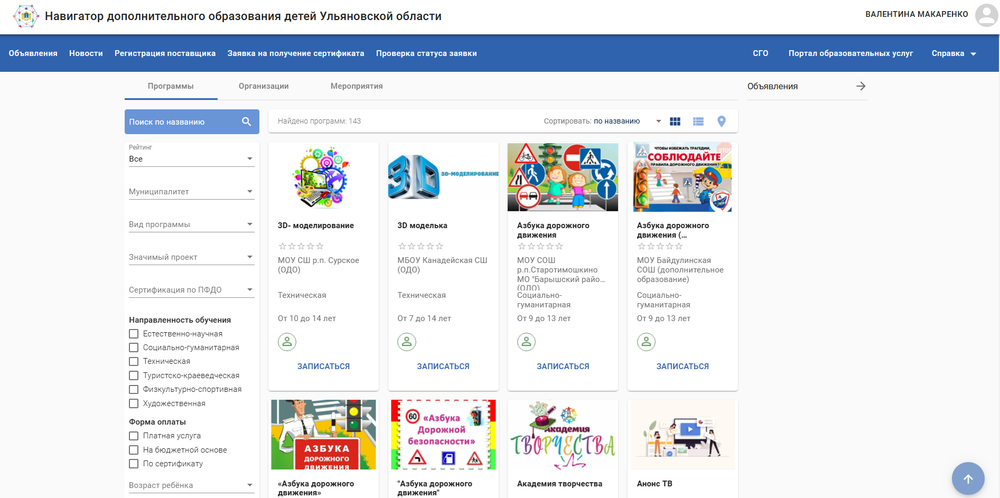 Навигатор дополнительного образования детей Ульяновской области
ВАЛЕНТИНА МАКАРЕНКО
Объявления Новости Регистрация поставщика Заявка на получение сертификата Проверка статуса заявки СГО Портал образовательных услуг Справка
Программы Организации Мероприятия
Объявления
Поиск по названию
Найдено программ: 143
Сортировать: по названию
Рейтинг
Все
Муниципалитет
Вид программы
Значимый проект
Сертификация по ПФДО
Направленность обучения
Естественно-научная
Социально-гуманитарная
Техническая
Туристско-краеведческая
Физкультурно-спортивная
Художественная
Форма оплаты
Платная услуга
На бюджетной основе
По сертификату
Возраст ребёнка
3D- моделирование
МОУ СШ р.п. Сурское
(ОДО)
Техническая
От 10 до 14 лет
ЗАПИСАТЬСЯ
3D
3D-МОДЕЛИРОВАНИЕ
3D моделька
МБОУ Канадейская СШ
(ОДО)
Техническая
От 7 до 14 лет
ЗАПИСАТЬСЯ
Азбука дорожного
движения
МОУ СОШ
р.п.Старотимошкино
МО "Барышский райо...
(ОДО)
Социально-
гуманитарная
От 9 до 13 лет
ЗАПИСАТЬСЯ
ЧТОБЫ ИЗБЕЖАТЬ ТРАГЕДИИ,
STOP
СОБЛЮДАЙТЕ
ПРАВИЛА ДОРОЖНОГО ДВИЖЕНИЯ!!
Азбука дорожного
движения (...
МОУ Байдулинская
СОШ (дополнительное
образование)
Социально-
гуманитарная
От 9 до 13 лет
ЗАПИСАТЬСЯ
АЗБУКА
ДОРОЖНОГО
ДВИЖЕНИЯ
«Азбука дорожного
движения»
60
«Азбука
Дорожной
безопасности»
"Азбука дорожного
движения"
Академия
ТВОРЧЕСТВА
Академия творчества
Анонс ТВ